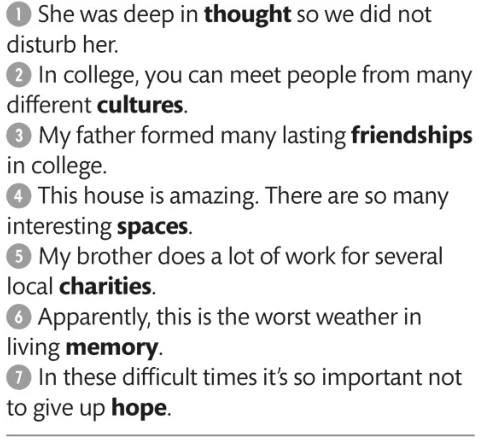 1 She was deep in thought so we did not
disturb her.
2 In college, you can meet people from many
different cultures.
3 My father formed many lasting friendships
in college.
4 This house is amazing. There are so many
interesting spaces.
5 My brother does a lot of work for several
local charities.
6 Apparently, this is the worst weather in
living memory.
7 In these difficult times it's so important not
to give up hope.